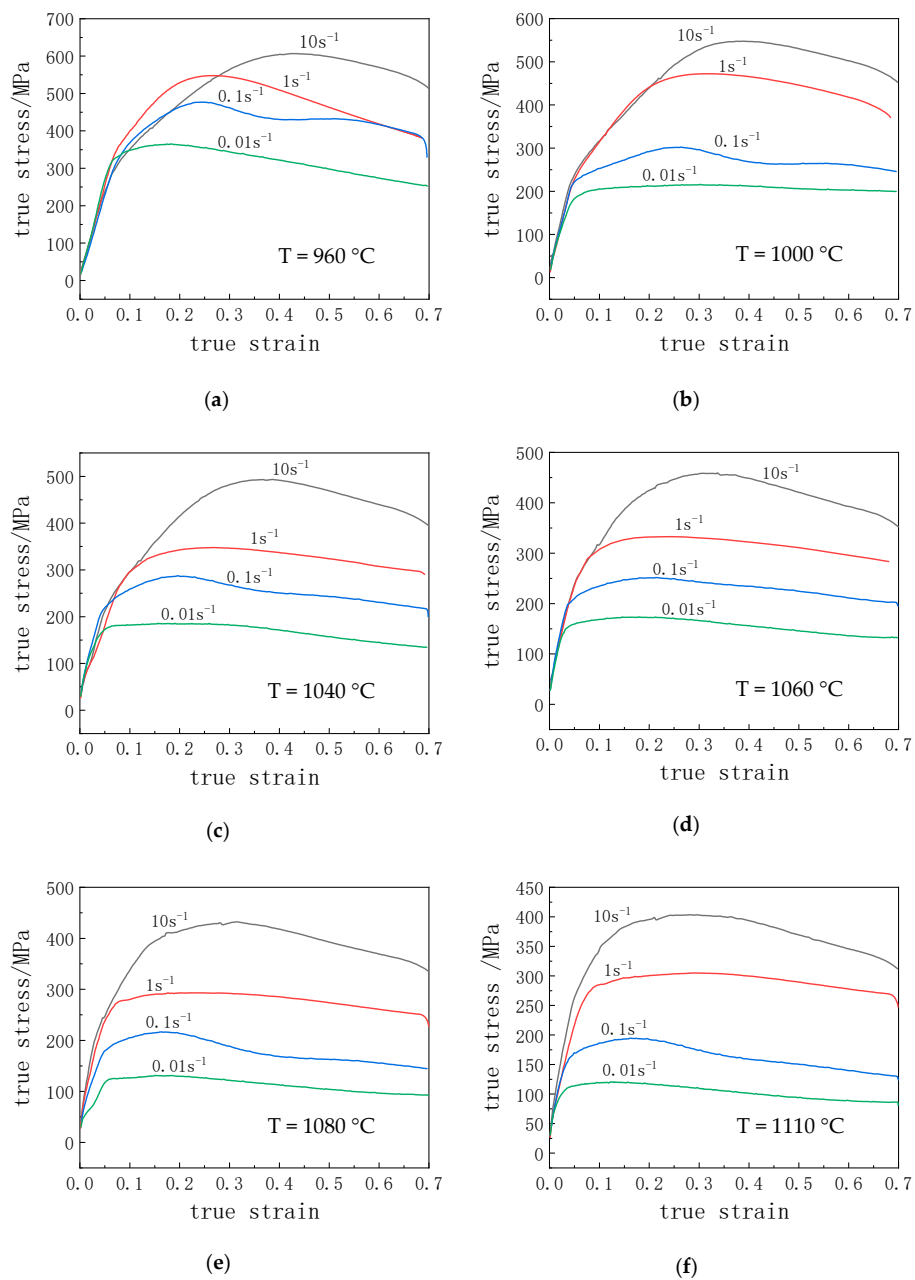 700
600
500
400
300
200
100
0
true stress/MPa
10s⁻¹
1s⁻¹
0.1s⁻¹
0.01s⁻¹
T = 960 °C
0.0 0.1 0.2 0.3 0.4 0.5 0.6 0.7
true strain
(a)
600
500
400
300
200
100
0
true stress/MPa
10s⁻¹
1s⁻¹
0.1s⁻¹
0.01s⁻¹
T = 1000 °C
0.0 0.1 0.2 0.3 0.4 0.5 0.6 0.7
true strain
(b)
500
400
300
200
100
0
true stress/MPa
10s⁻¹
1s⁻¹
0.1s⁻¹
0.01s⁻¹
T = 1040 °C
0.0 0.1 0.2 0.3 0.4 0.5 0.6 0.7
true strain
(c)
500
400
300
200
100
0
true stress/MPa
10s⁻¹
1s⁻¹
0.1s⁻¹
0.01s⁻¹
T = 1060 °C
0.0 0.1 0.2 0.3 0.4 0.5 0.6 0.7
true strain
(d)
500
400
300
200
100
0
true stress/MPa
10s⁻¹
1s⁻¹
0.1s⁻¹
0.01s⁻¹
T = 1080 °C
0.0 0.1 0.2 0.3 0.4 0.5 0.6 0.7
true strain
(e)
450
400
350
300
250
200
150
100
50
0
true stress /MPa
10s⁻¹
1s⁻¹
0.1s⁻¹
0.01s⁻¹
T = 1110 °C
0.0 0.1 0.2 0.3 0.4 0.5 0.6 0.7
true strain
(f)